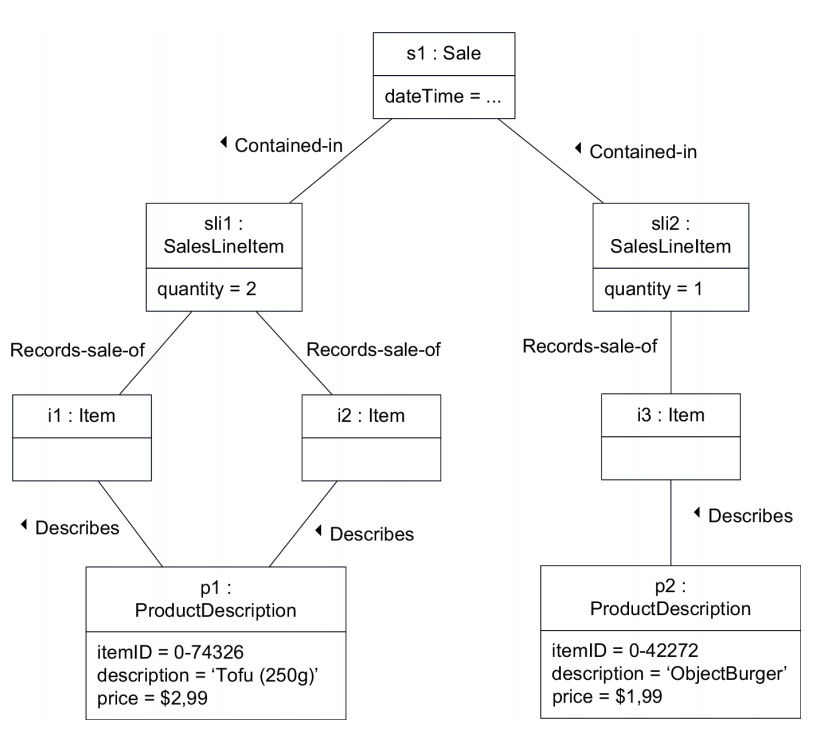 s1 : Sale
dateTime = ...
Contained-in
Contained-in
sli1 :
SalesLineItem
quantity = 2
sli2 :
SalesLineItem
quantity = 1
Records-sale-of
Records-sale-of
Records-sale-of
i1 : Item
i2 : Item
i3 : Item
Describes
Describes
Describes
p1 :
ProductDescription
itemID = 0-74326
description = ‘Tofu (250g)’
price = $2,99
p2 :
ProductDescription
itemID = 0-42272
description = ‘ObjectBurger’
price = $1,99